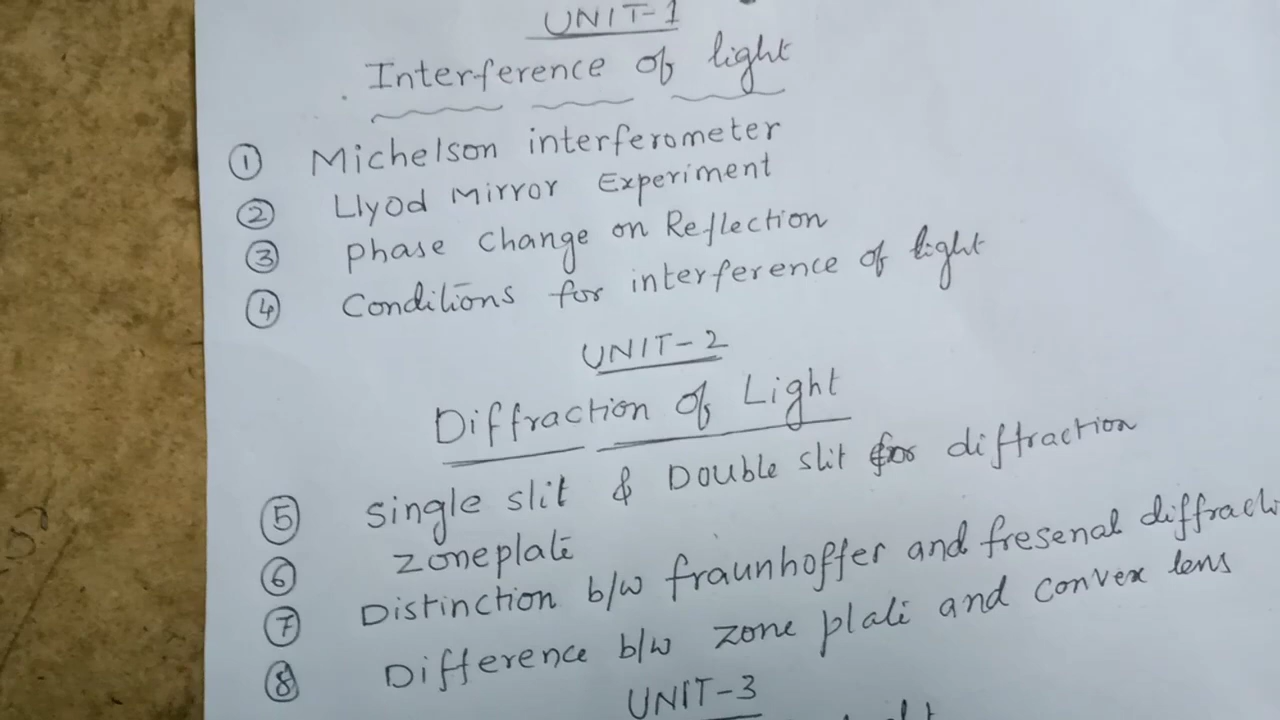 UNIT-1
Interference of light
① Michelson interferometer
② Llyod Mirror Experiment
③ Phase Change on Reflection
④ Conditions for interference of light
UNIT-2
Diffraction of Light
⑤ Single slit & Double slit for diffraction
⑥ Zoneplate
⑦ Distinction b/w fraunhoffer and fresenal diffracti
⑧ Difference b/w zone plate and convex lens
UNIT-3